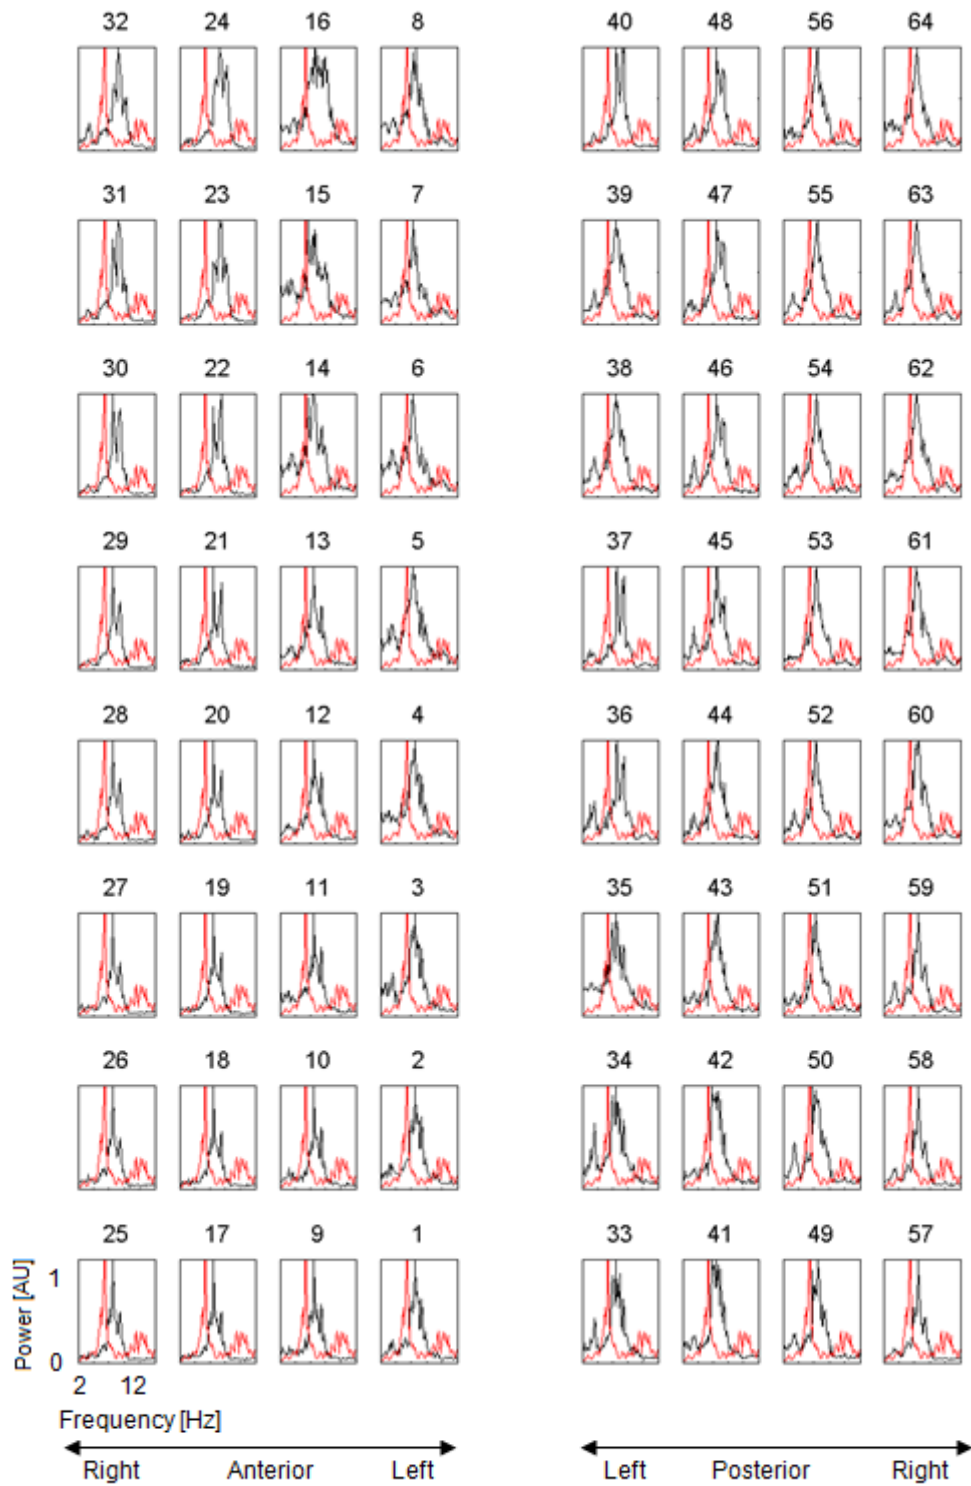 32 24 16 8 40 48 56 64
31 23 15 7 39 47 55 63
30 22 14 6 38 46 54 62
29 21 13 5 37 45 53 61
28 20 12 4 36 44 52 60
27 19 11 3 35 43 51 59
26 18 10 2 34 42 50 58
25 17 9 1 33 41 49 57
Power [AU]
1
0
2 12
Frequency [Hz]
Right Anterior Left Left Posterior Right